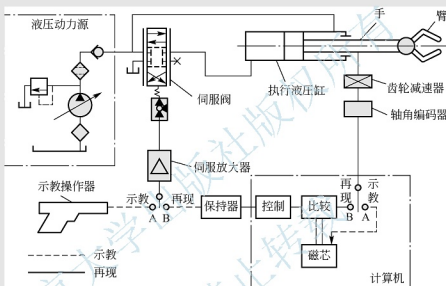 液压动力源
手
臂
伺服阀
执行液压缸
齿轮减速器
轴角编码器
伺服放大器
示教操作器
示教
再现
A B
保持器
控制
比较
再现
示教
B A
磁芯
计算机
示教
再现